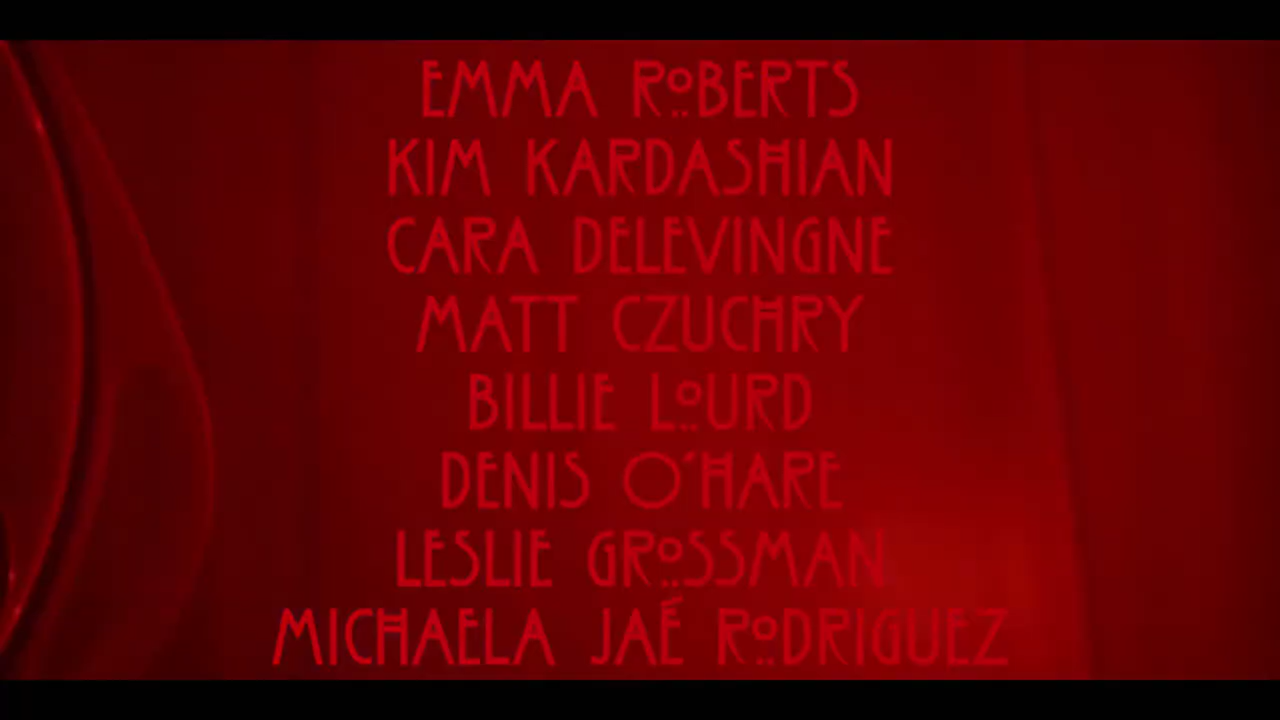 EMMA ROBERTS
KIM KARDASHIAN
CARA DELEVINGNE
MATT CZUCHRY
BILLIE LOURD
DENIS O'HARE
LESLIE GROSSMAN
MICHAELA JAÉ RODRIGUEZ